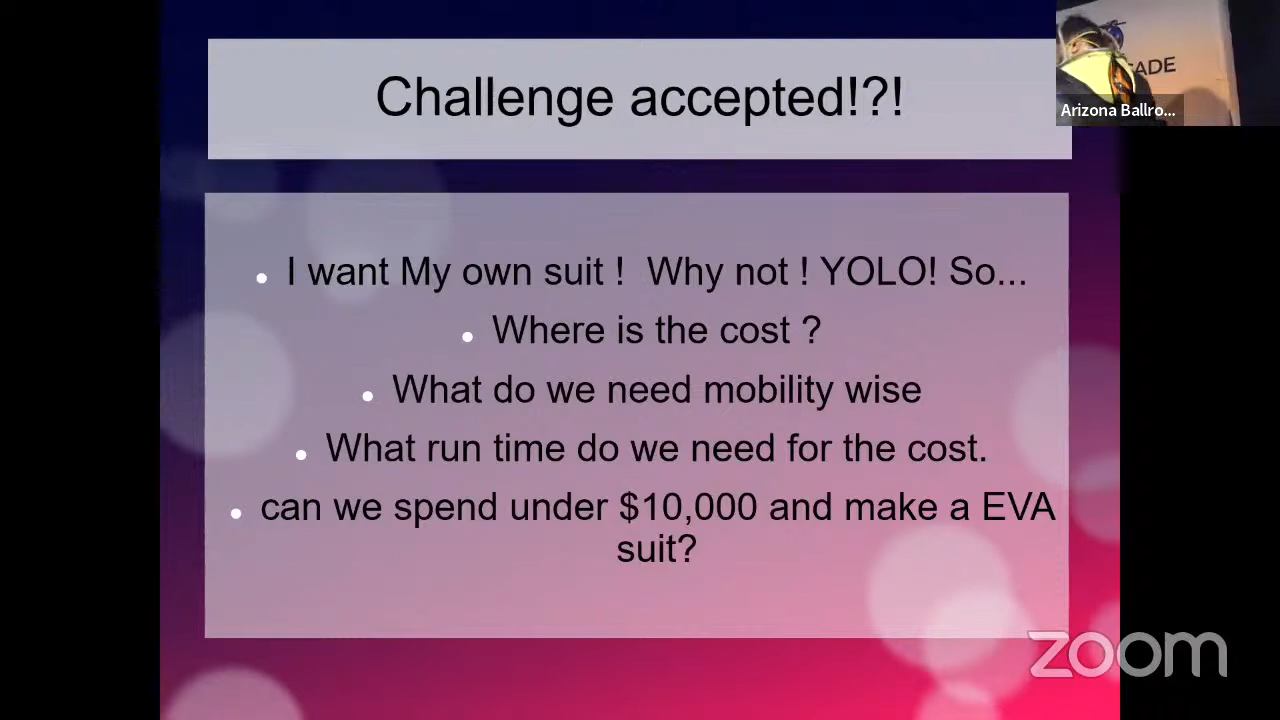 Challenge accepted!?!
CADE
Arizona Ballro...
I want My own suit ! Why not ! YOLO! So...
Where is the cost ?
What do we need mobility wise
What run time do we need for the cost.
can we spend under $10,000 and make a EVA
suit?
zoom